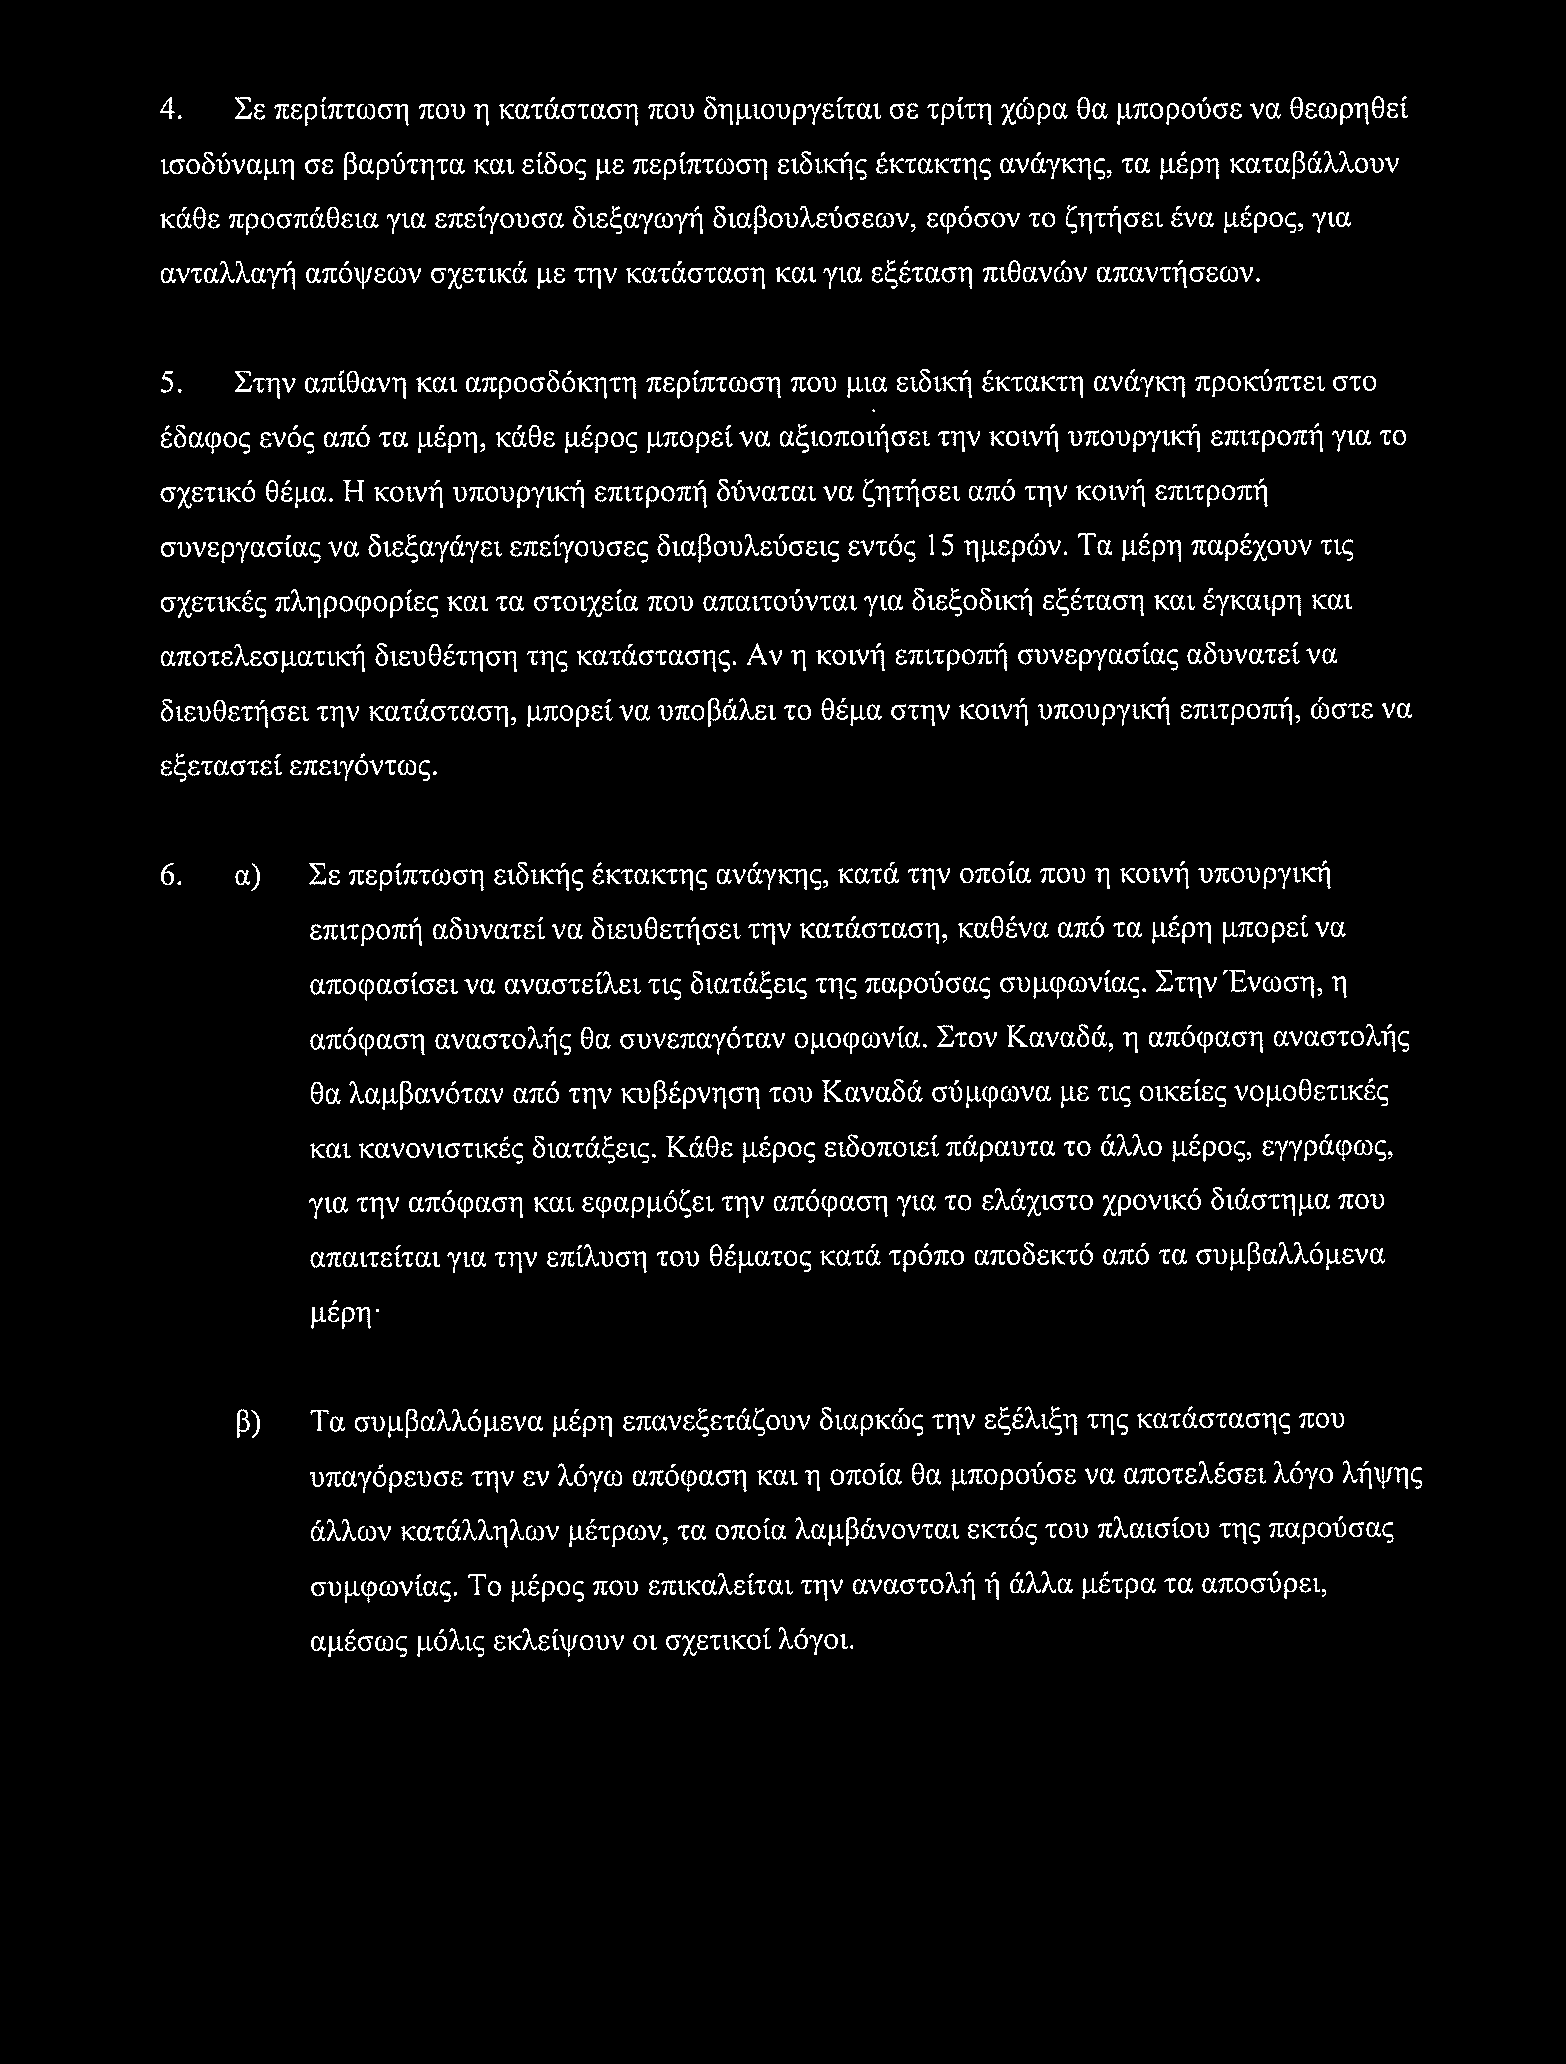 4. Σε περίπτωση που η κατάσταση που δημιουργείται σε τρίτη χώρα θα μπορούσε να θεωρηθεί
ισοδύναμη σε βαρύτητα και είδος με περίπτωση ειδικής έκτακτης ανάγκης, τα μέρη καταβάλλουν
κάθε προσπάθεια για επείγουσα διεξαγωγή διαβουλεύσεων, εφόσον το ζητήσει ένα μέρος, για
ανταλλαγή απόψεων σχετικά με την κατάσταση και για εξέταση πιθανών απαντήσεων.
5. Στην απίθανη και απροσδόκητη περίπτωση που μια ειδική έκτακτη ανάγκη προκύπτει στο
έδαφος ενός από τα μέρη, κάθε μέρος μπορεί να αξιοποιήσει την κοινή υπουργική επιτροπή για το
σχετικό θέμα. Η κοινή υπουργική επιτροπή δύναται να ζητήσει από την κοινή επιτροπή
συνεργασίας να διεξαγάγει επείγουσες διαβουλεύσεις εντός 15 ημερών. Τα μέρη παρέχουν τις
σχετικές πληροφορίες και τα στοιχεία που απαιτούνται για διεξοδική εξέταση και έγκαιρη και
αποτελεσματική διευθέτηση της κατάστασης. Αν η κοινή επιτροπή συνεργασίας αδυνατεί να
διευθετήσει την κατάσταση, μπορεί να υποβάλει το θέμα στην κοινή υπουργική επιτροπή, ώστε να
εξεταστεί επειγόντως.
6. α) Σε περίπτωση ειδικής έκτακτης ανάγκης, κατά την οποία που η κοινή υπουργική
επιτροπή αδυνατεί να διευθετήσει την κατάσταση, καθένα από τα μέρη μπορεί να
αποφασίσει να αναστείλει τις διατάξεις της παρούσας συμφωνίας. Στην Ένωση, η
απόφαση αναστολής θα συνεπαγόταν ομοφωνία. Στον Καναδά, η απόφαση αναστολής
θα λαμβανόταν από την κυβέρνηση του Καναδά σύμφωνα με τις οικείες νομοθετικές
και κανονιστικές διατάξεις. Κάθε μέρος ειδοποιεί πάραυτα το άλλο μέρος, εγγράφως,
για την απόφαση και εφαρμόζει την απόφαση για το ελάχιστο χρονικό διάστημα που
απαιτείται για την επίλυση του θέματος κατά τρόπο αποδεκτό από τα συμβαλλόμενα
μέρη·
β) Τα συμβαλλόμενα μέρη επανεξετάζουν διαρκώς την εξέλιξη της κατάστασης που
υπαγόρευσε την εν λόγω απόφαση και η οποία θα μπορούσε να αποτελέσει λόγο λήψης
άλλων κατάλληλων μέτρων, τα οποία λαμβάνονται εκτός του πλαισίου της παρούσας
συμφωνίας. Το μέρος που επικαλείται την αναστολή ή άλλα μέτρα τα αποσύρει,
αμέσως μόλις εκλείψουν οι σχετικοί λόγοι.